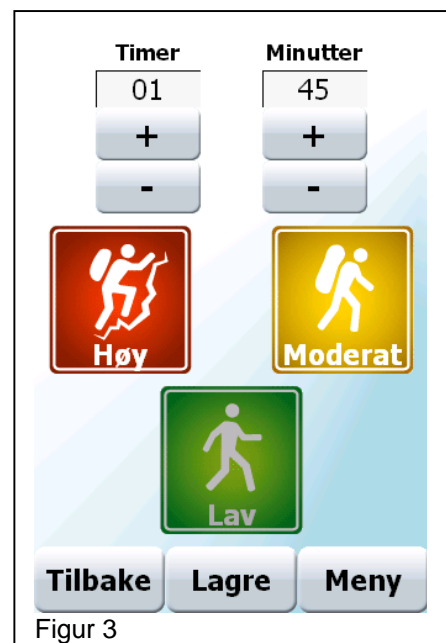 Timer Minutter
01 45
+ +
- -
Høy Moderat
Lav
Tilbake Lagre Meny
Figur 3